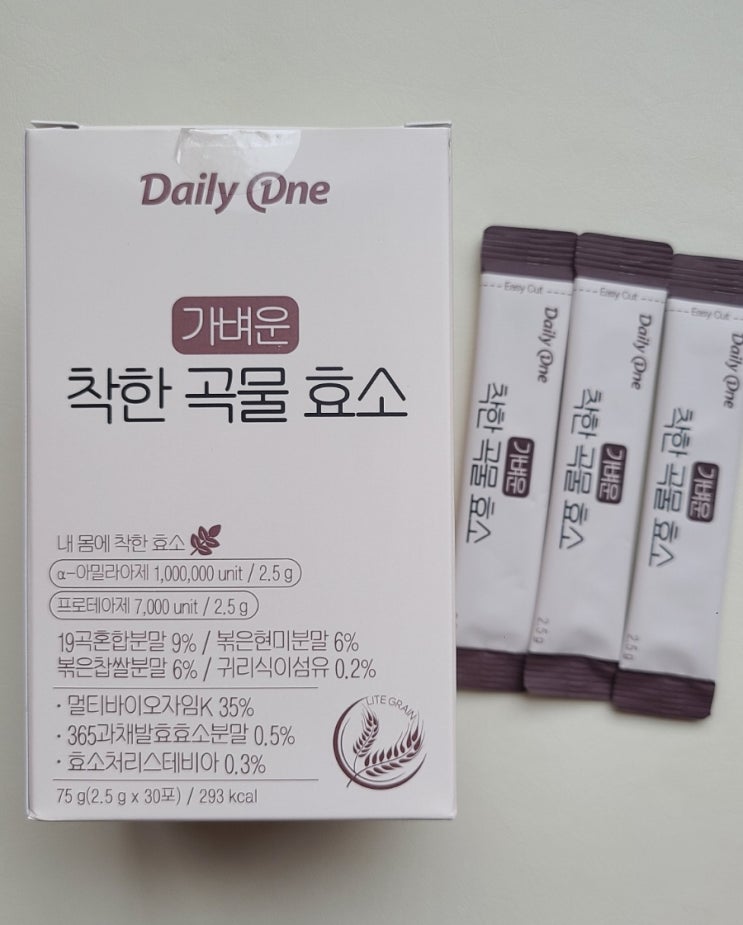 Daily One
가벼운
착한 곡물 효소
내 몸에 착한 효소
α-아밀라아제 1,000,000 unit / 2.5 g
프로테아제 7,000 unit / 2.5 g
19곡혼합분말 9% / 볶은현미분말 6%
볶은찹쌀분말 6% / 귀리식이섬유 0.2%
· 멀티바이오자임K 35%
· 365과채발효효소분말 0.5%
· 효소처리스테비아 0.3%
LITE GRAIN
75 g(2.5 g x 30포) / 293 kcal
Easy Cut
Daily One
가벼운
착한 곡물 효소
Easy Cut
Daily One
가벼운
착한 곡물 효소
2.5 g
Easy Cut
Daily One
가벼운
착한 곡물 효소
2.5 g